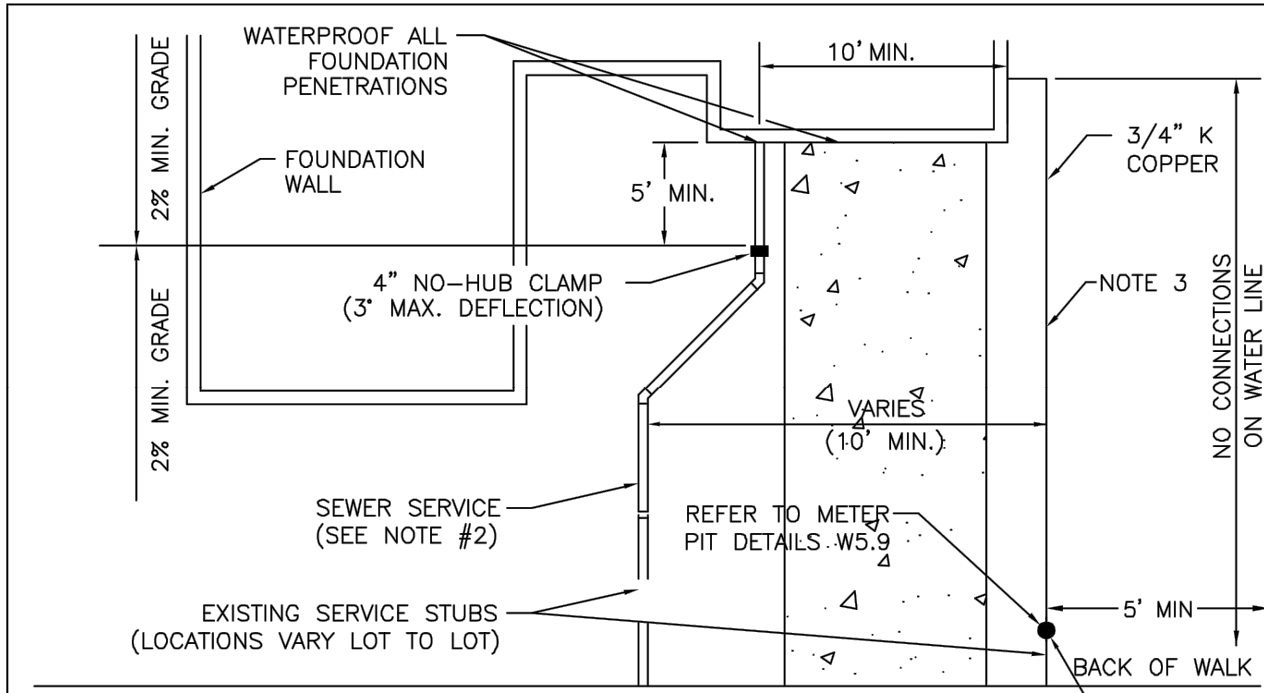 WATERPROOF ALL
FOUNDATION
PENETRATIONS
10' MIN.
2% MIN. GRADE
FOUNDATION
WALL
5' MIN.
3/4" K
COPPER
4" NO-HUB CLAMP
(3° MAX. DEFLECTION)
NOTE 3
2% MIN. GRADE
NO CONNECTIONS
ON WATER LINE
VARIES
(10' MIN.)
SEWER SERVICE
(SEE NOTE #2)
REFER TO METER
PIT DETAILS W5.9
EXISTING SERVICE STUBS
(LOCATIONS VARY LOT TO LOT)
5' MIN
BACK OF WALK